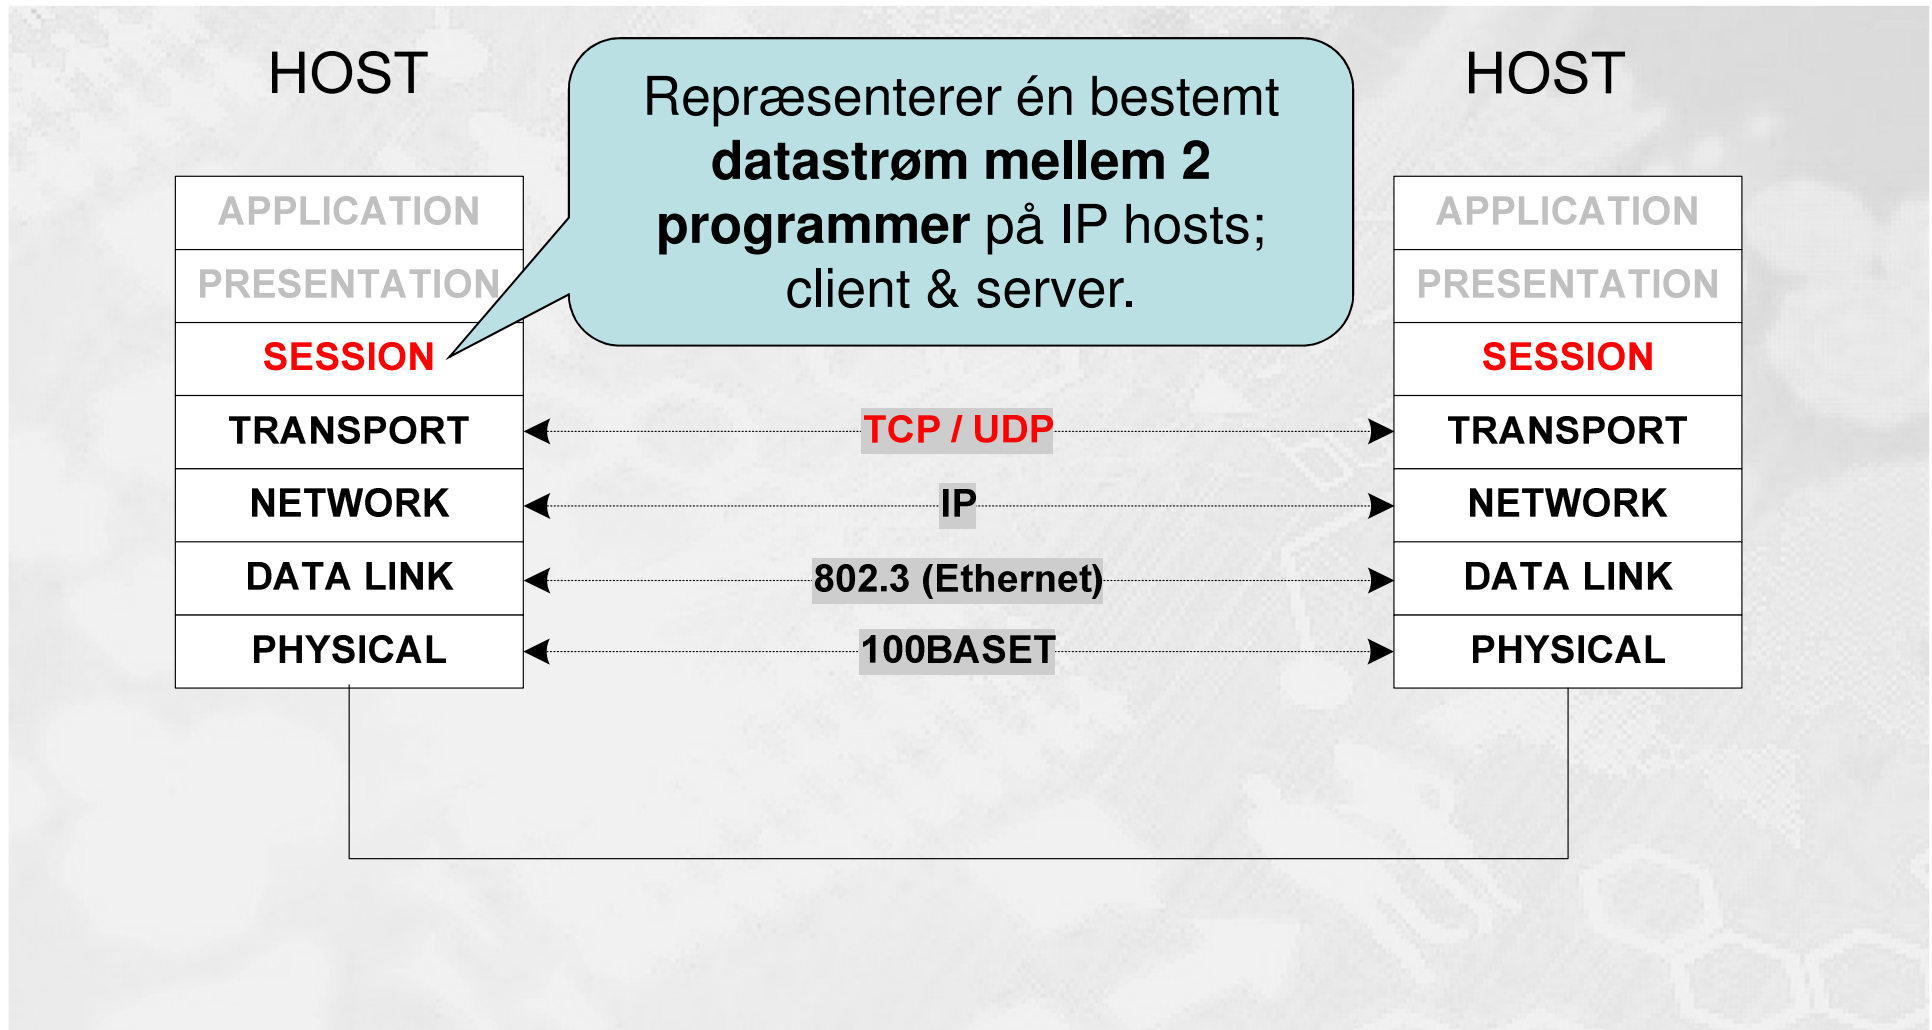 HOST
HOST
Repræsenterer én bestemt
datastrøm mellem 2
programmer på IP hosts;
client & server.
APPLICATION
APPLICATION
PRESENTATION
PRESENTATION
SESSION
SESSION
TRANSPORT
TCP / UDP
TRANSPORT
NETWORK
IP
NETWORK
DATA LINK
802.3 (Ethernet)
DATA LINK
PHYSICAL
100BASET
PHYSICAL